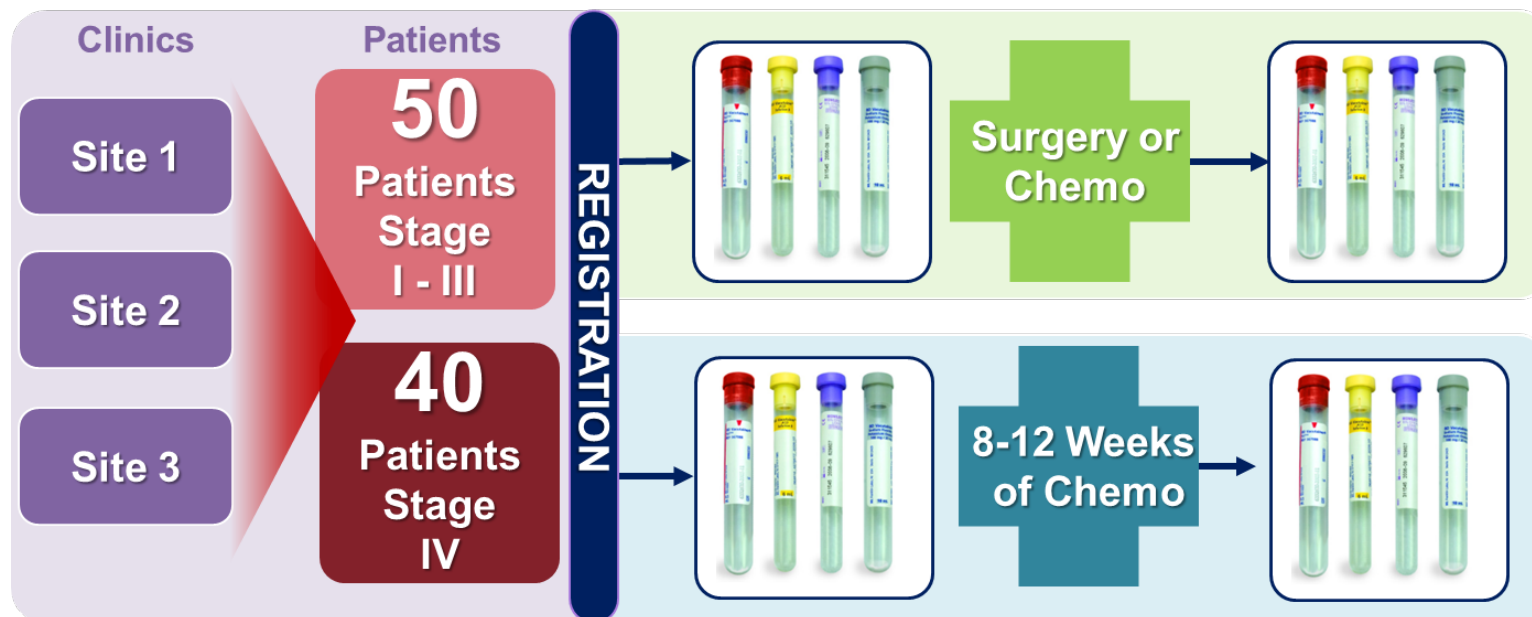 Clinics
Patients
Site 1
Site 2
Site 3
50
Patients
Stage
I - III
40
Patients
Stage
IV
REGISTRATION
Surgery or
Chemo
8-12 Weeks
of Chemo